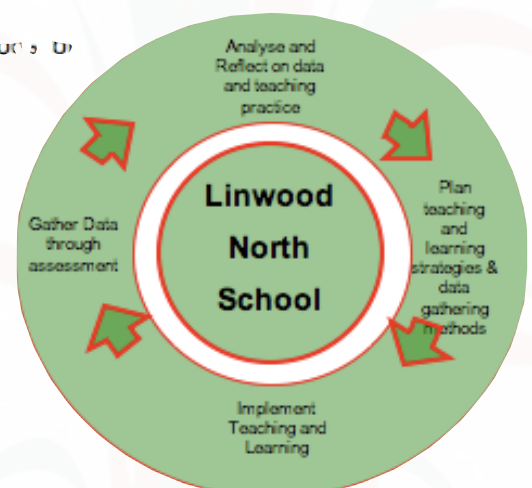 Analyse and
Reflect on data
and teaching
practice
Plan
teaching
and
learning
strategies &
data
gathering
methods
Implement
Teaching and
Learning
Gather Data
through
assessment
Linwood
North
School